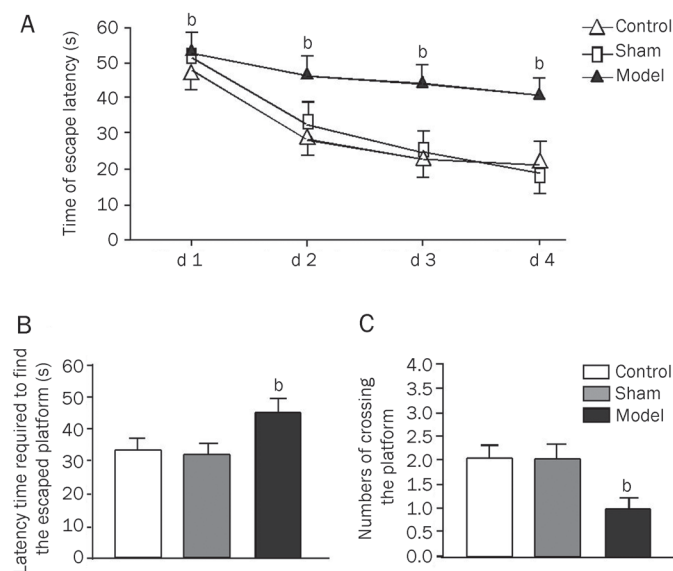 A
Time of escape latency (s)
60
50
40
30
20
10
0
b
b
b
b
d 1
d 2
d 3
d 4
Control
Sham
Model
B
Latency time required to find
the escaped platform (s)
60
50
40
30
20
10
0
b
C
Numbers of crossing
the platform
4.0
3.5
3.0
2.5
2.0
1.5
1.0
0.5
0.0
b
Control
Sham
Model